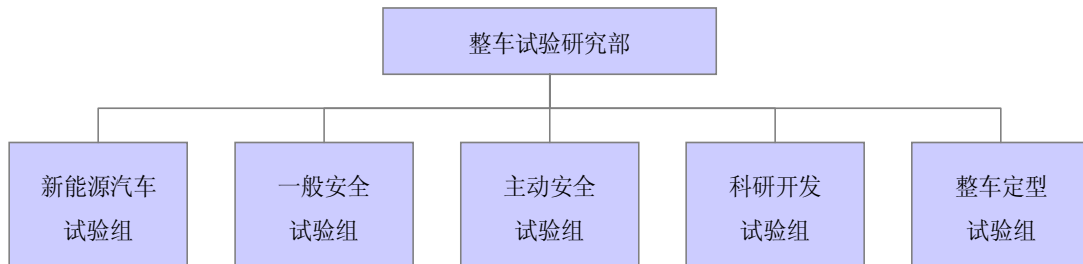 整车试验研究部
新能源汽车
试验组
一般安全
试验组
主动安全
试验组
科研开发
试验组
整车定型
试验组